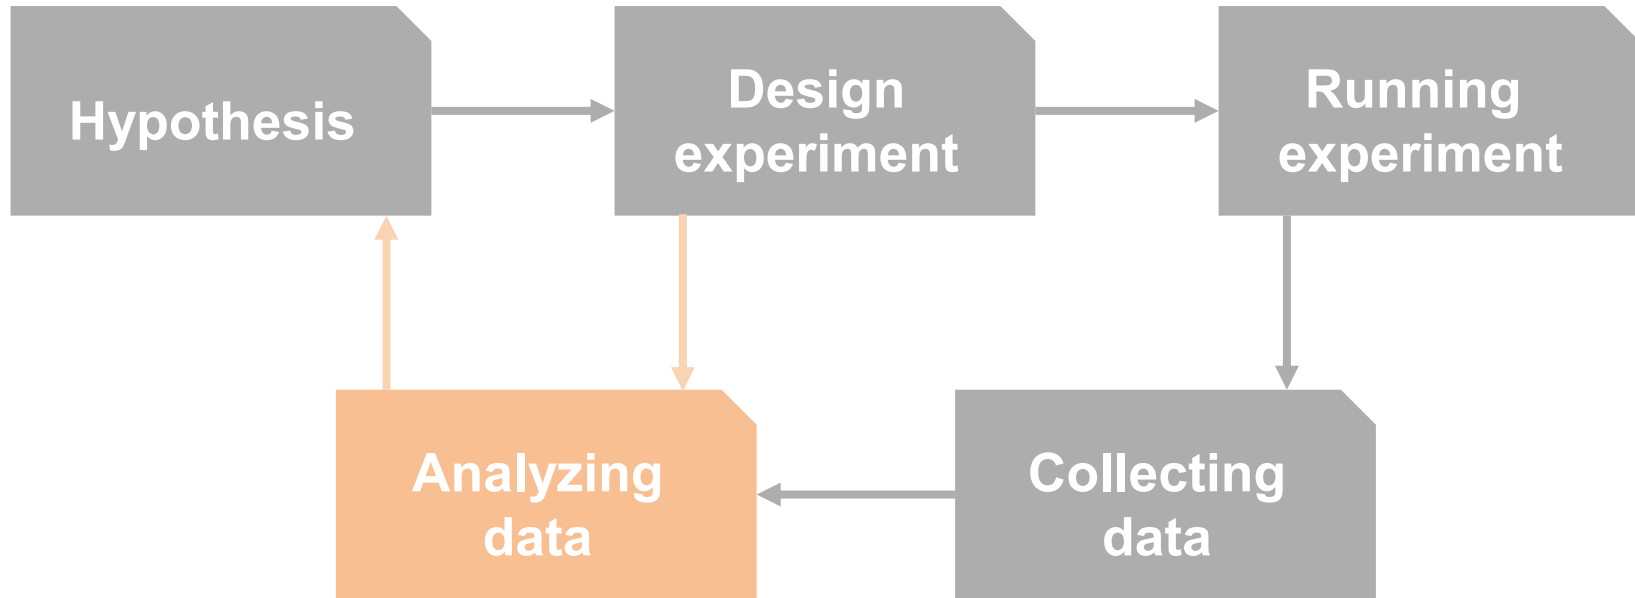 Hypothesis
Design
experiment
Running
experiment
Analyzing
data
Collecting
data